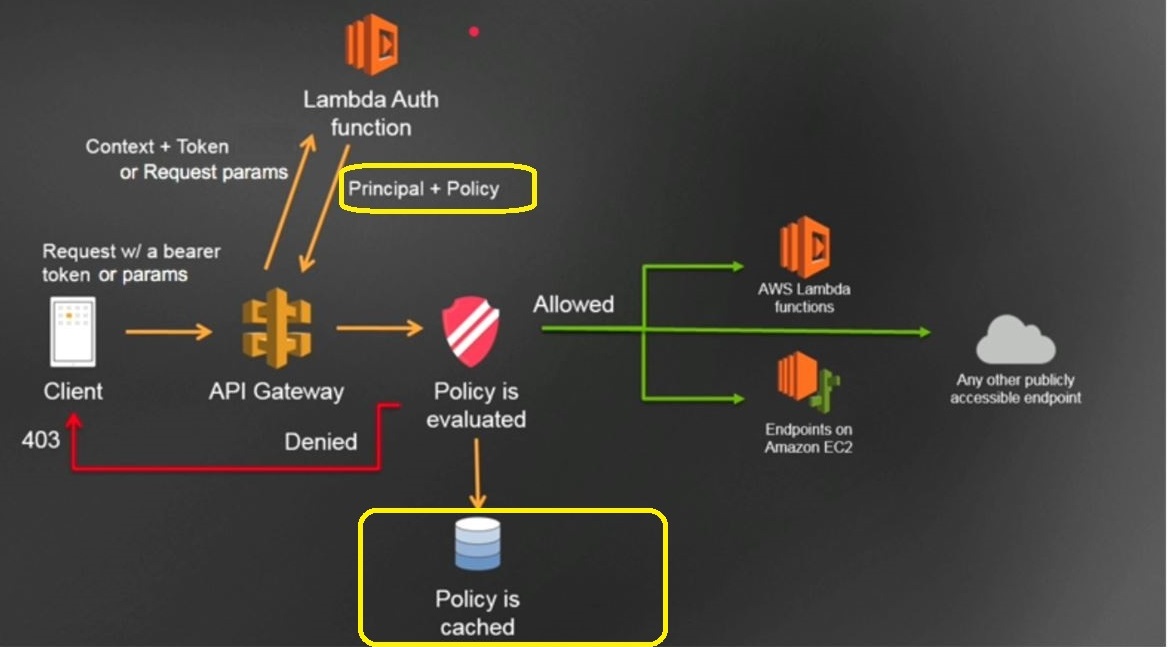 Lambda Auth
function
Context + Token
or Request params
Principal + Policy
Request w/ a bearer
token or params
Client
API Gateway
Policy is
evaluated
Allowed
AWS Lambda
functions
Any other publicly
accessible endpoint
Endpoints on
Amazon EC2
403
Denied
Policy is
cached